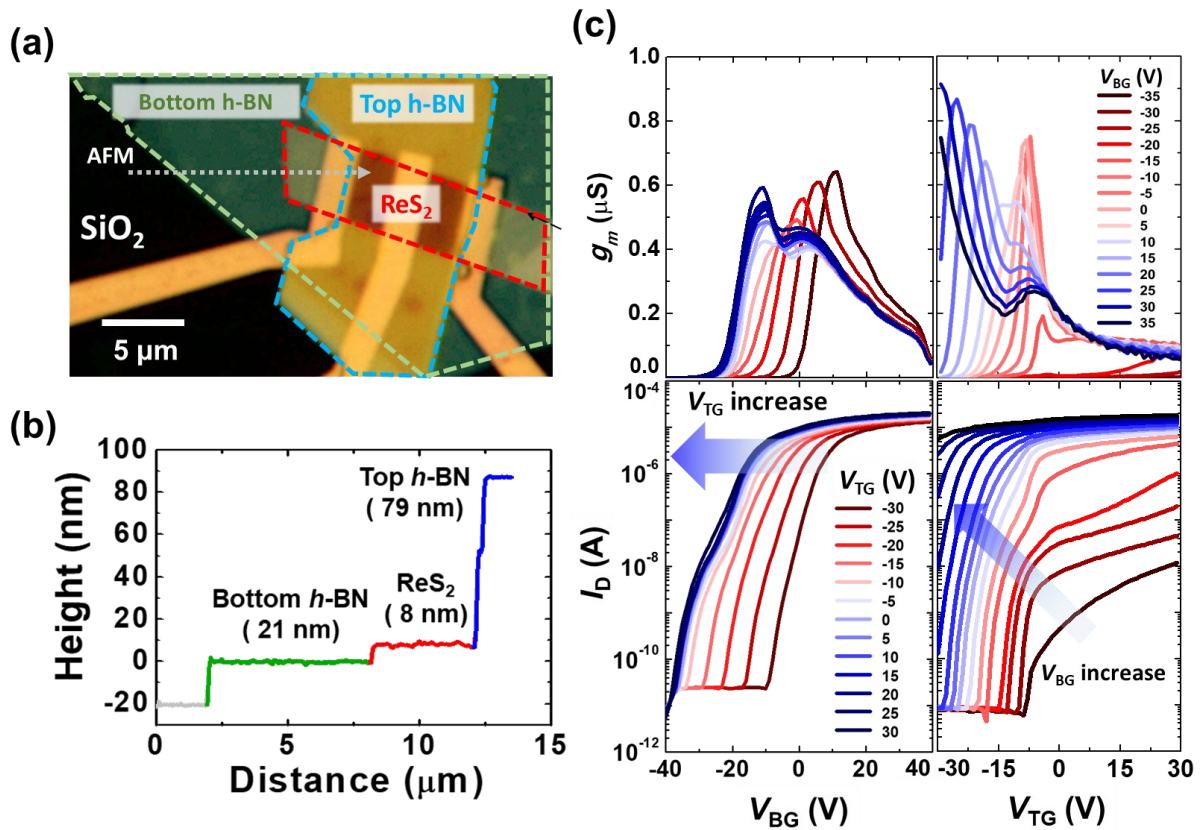 (a)
Bottom h-BN
Top h-BN
AFM
ReS₂
SiO₂
5 μm
(b)
Height (nm)
100
80
60
40
20
0
-20
Top h-BN
( 79 nm)
ReS₂
( 8 nm)
Bottom h-BN
( 21 nm)
0
5
10
15
Distance (μm)
(c)
gm (μS)
1.0
0.8
0.6
0.4
0.2
0.0
VBG (V)
-35
-30
-25
-20
-15
-10
-5
0
5
10
15
20
25
30
35
ID (A)
10⁻⁴
10⁻⁶
10⁻⁸
10⁻¹⁰
10⁻¹²
VTG increase
VTG (V)
-30
-25
-20
-15
-10
-5
0
5
10
15
20
25
30
VBG increase
-40
-20
0
20
40
VBG (V)
-30
-15
0
15
30
VTG (V)